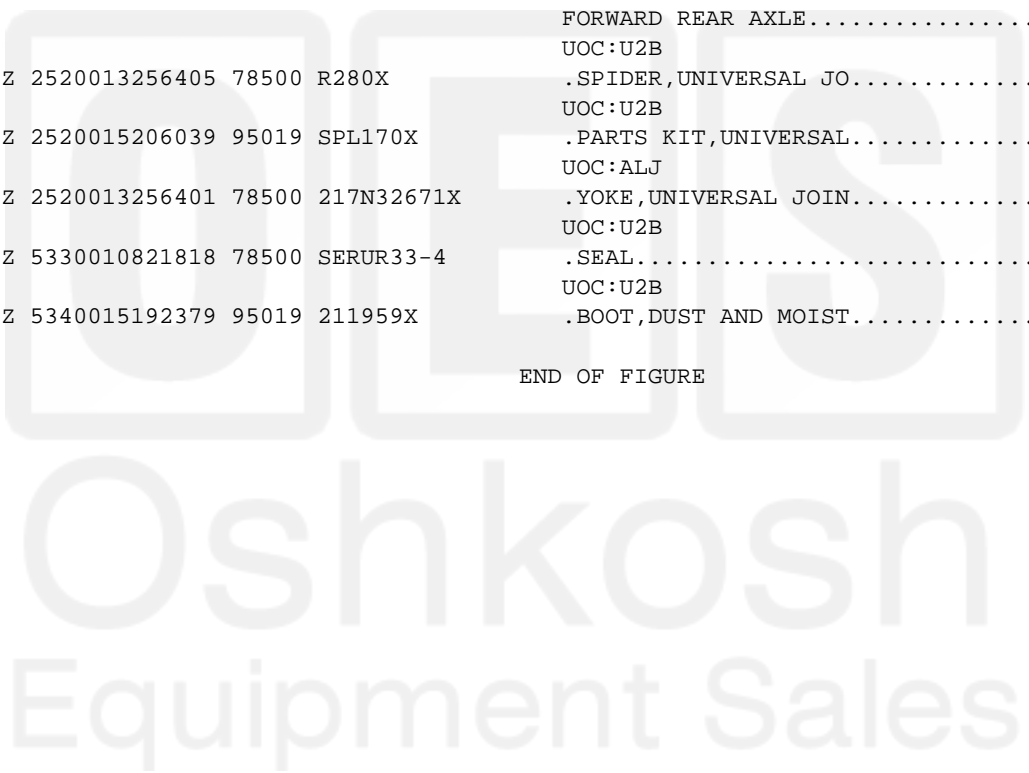 FORWARD REAR AXLE................
UOC:U2B
Z 2520013256405 78500 R280X .SPIDER,UNIVERSAL JO.............
UOC:U2B
Z 2520015206039 95019 SPL170X .PARTS KIT,UNIVERSAL.............
UOC:ALJ
Z 2520013256401 78500 217N32671X .YOKE,UNIVERSAL JOIN.............
UOC:U2B
Z 5330010821818 78500 SERUR33-4 .SEAL............................
UOC:U2B
Z 5340015192379 95019 211959X .BOOT,DUST AND MOIST.............
END OF FIGURE
OES
Oshkosh
Equipment Sales